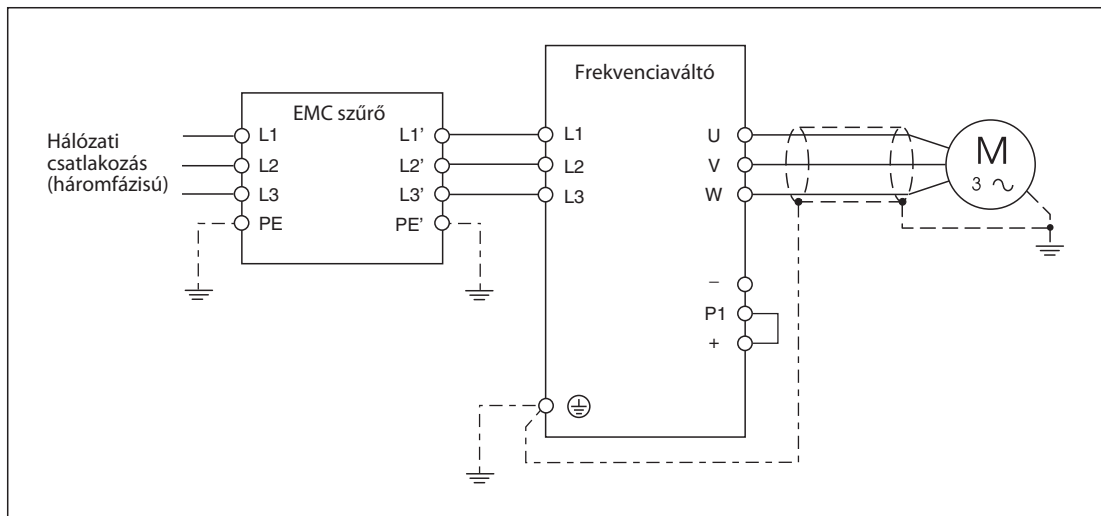 Frekvenciaváltó
EMC szűrő
Hálózati
csatlakozás
(háromfázisú)
L1 L1’ L1 U
L2 L2’ L2 V
L3 L3’ L3 W
PE PE’
M
3 ~
–
P1
+